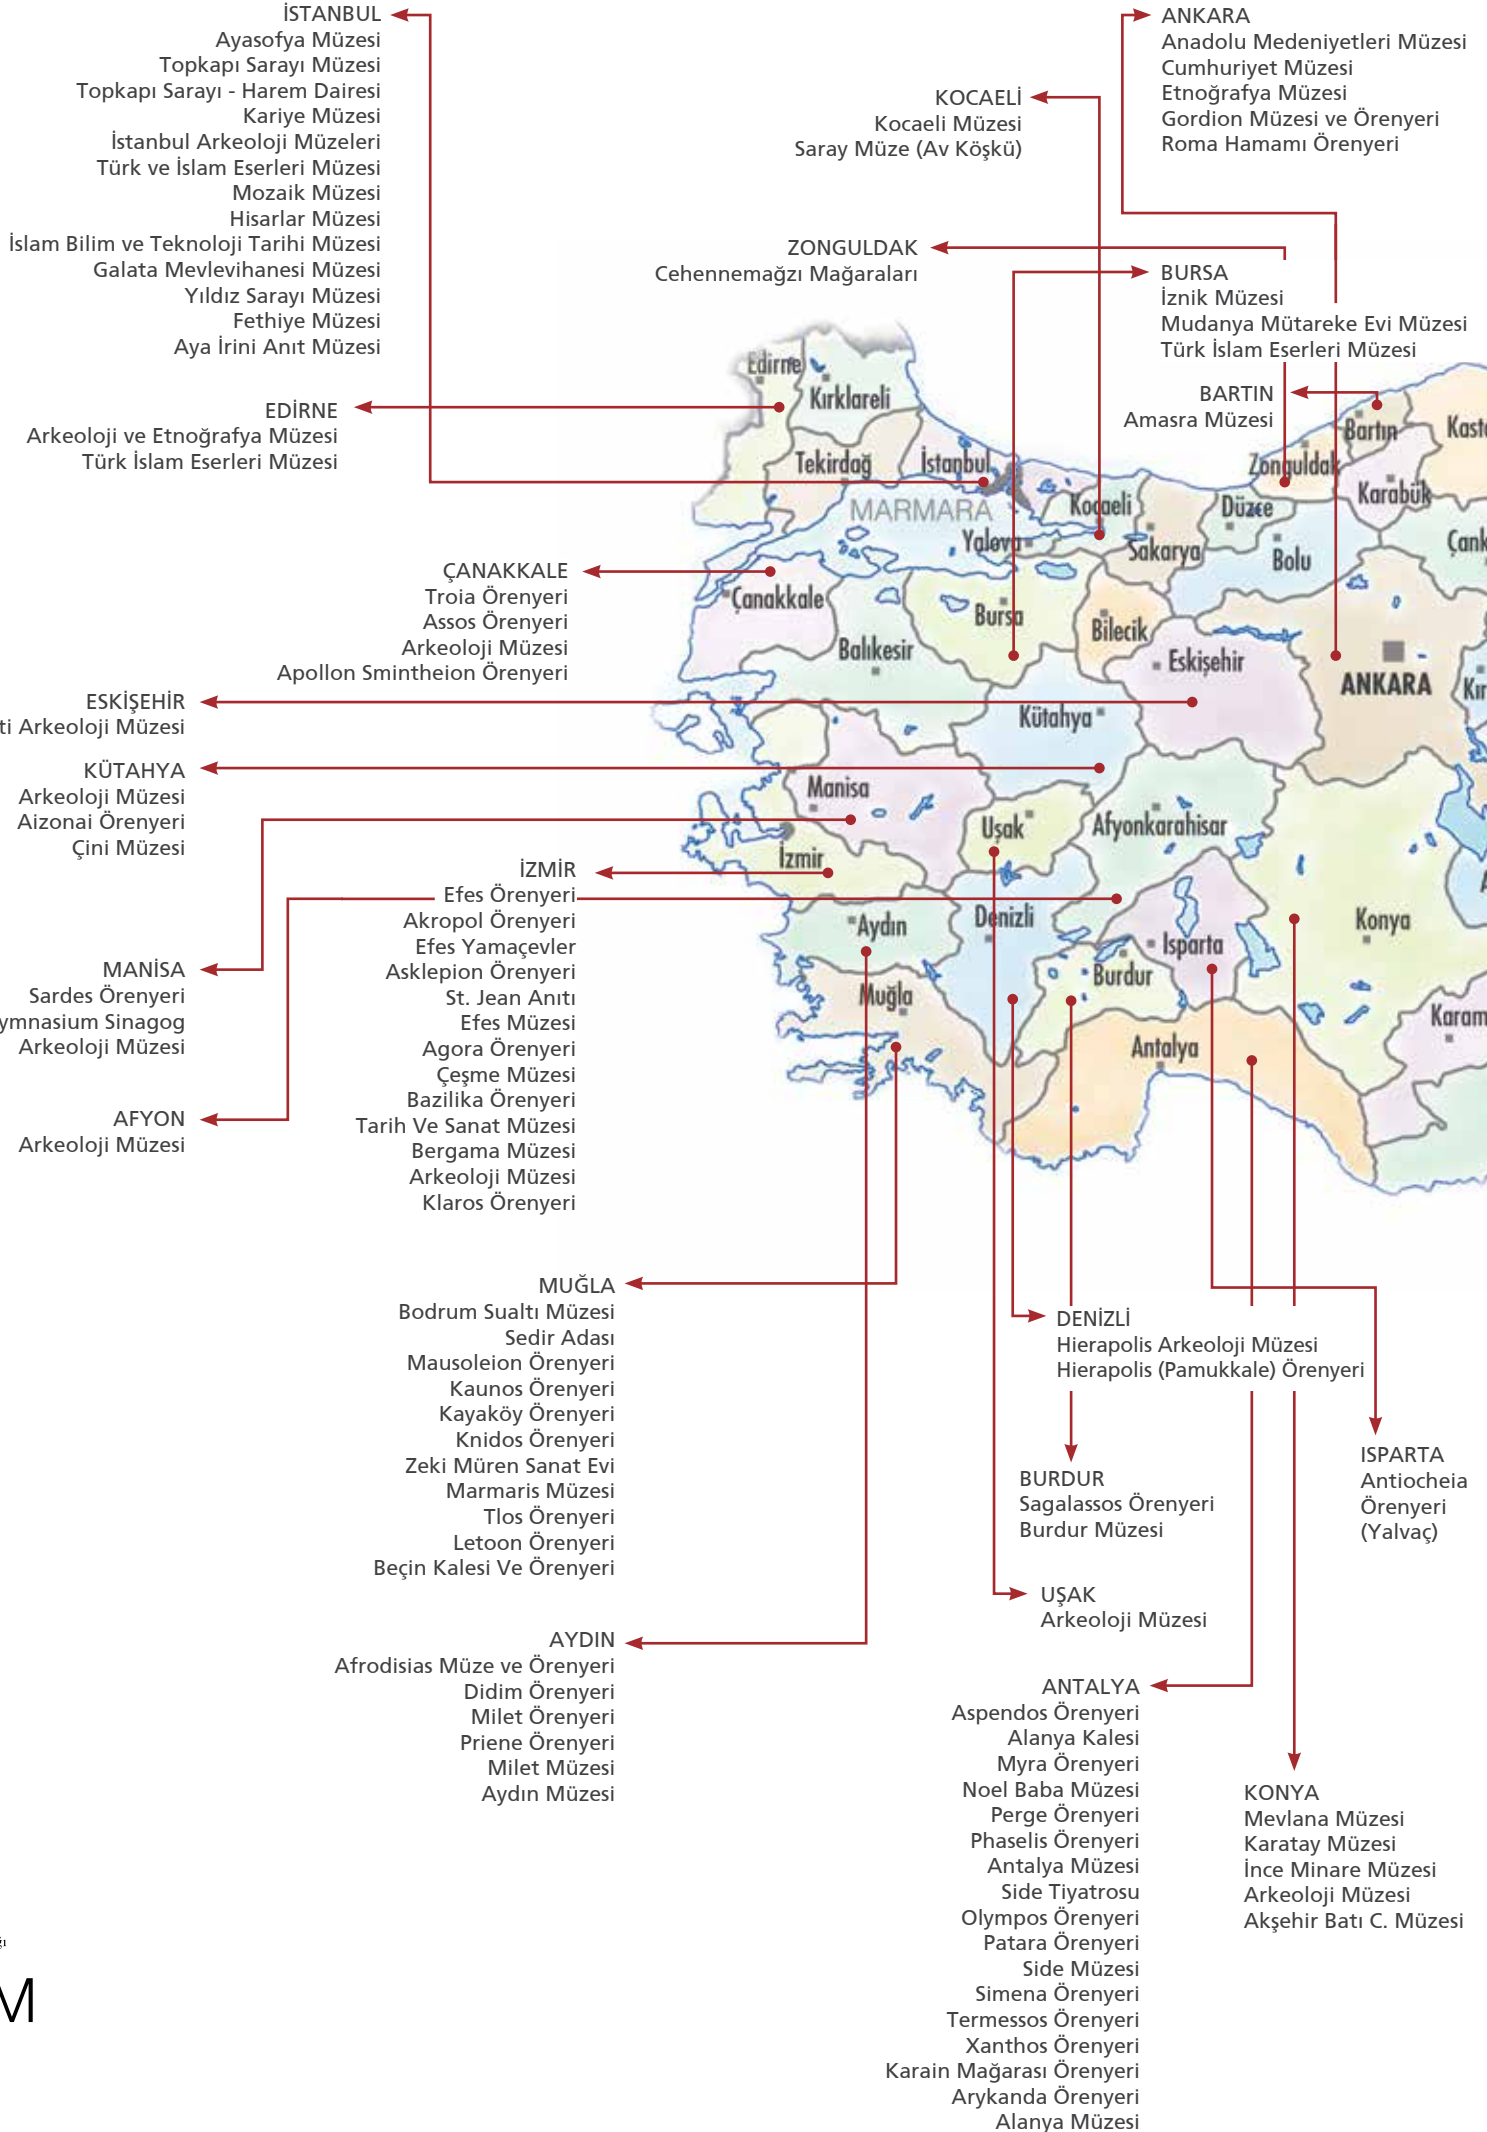 İSTANBUL
Ayasofya Müzesi
Topkapı Sarayı Müzesi
Topkapı Sarayı - Harem Dairesi
Kariye Müzesi
İstanbul Arkeoloji Müzeleri
Türk ve İslam Eserleri Müzesi
Mozaik Müzesi
Hisarlar Müzesi
İslam Bilim ve Teknoloji Tarihi Müzesi
Galata Mevlevihanesi Müzesi
Yıldız Sarayı Müzesi
Fethiye Müzesi
Aya İrini Anıt Müzesi
KOCAELİ
Kocaeli Müzesi
Saray Müze (Av Köşkü)
ANKARA
Anadolu Medeniyetleri Müzesi
Cumhuriyet Müzesi
Etnoğrafya Müzesi
Gordion Müzesi ve Örenyeri
Roma Hamamı Örenyeri
ZONGULDAK
Cehennemağzı Mağaraları
BURSA
İznik Müzesi
Mudanya Mütareke Evi Müzesi
Türk İslam Eserleri Müzesi
BARTIN
Amasra Müzesi
EDİRNE
Arkeoloji ve Etnoğrafya Müzesi
Türk İslam Eserleri Müzesi
ÇANAKKALE
Troia Örenyeri
Assos Örenyeri
Arkeoloji Müzesi
Apollon Smintheion Örenyeri
ESKİŞEHİR
ti Arkeoloji Müzesi
KÜTAHYA
Arkeoloji Müzesi
Aizonai Örenyeri
Çini Müzesi
MANİSA
Sardes Örenyeri
ymnasium Sinagog
Arkeoloji Müzesi
AFYON
Arkeoloji Müzesi
İZMİR
Efes Örenyeri
Akropol Örenyeri
Efes Yamaçevler
Asklepion Örenyeri
St. Jean Anıtı
Efes Müzesi
Agora Örenyeri
Çeşme Müzesi
Bazilika Örenyeri
Tarih Ve Sanat Müzesi
Bergama Müzesi
Arkeoloji Müzesi
Klaros Örenyeri
Edirne
Kırklareli
Tekirdağ
İstanbul
MARMARA
Yalova
Kocaeli
Sakarya
Düzce
Zonguldak
Bartın
Kast
Karabük
Bolu
Çank
Çanakkale
Bursa
Bilecik
Balıkesir
Eskişehir
ANKARA
Kır
Kütahya
Manisa
Uşak
Afyonkarahisar
İzmir
Aydın
Denizli
Isparta
Konya
Burdur
Muğla
Antalya
Karam
MUĞLA
Bodrum Sualtı Müzesi
Sedir Adası
Mausoleion Örenyeri
Kaunos Örenyeri
Kayaköy Örenyeri
Knidos Örenyeri
Zeki Müren Sanat Evi
Marmaris Müzesi
Tlos Örenyeri
Letoon Örenyeri
Beçin Kalesi Ve Örenyeri
DENİZLİ
Hierapolis Arkeoloji Müzesi
Hierapolis (Pamukkale) Örenyeri
BURDUR
Sagalassos Örenyeri
Burdur Müzesi
ISPARTA
Antiocheia
Örenyeri
(Yalvaç)
UŞAK
Arkeoloji Müzesi
AYDIN
Afrodisias Müze ve Örenyeri
Didim Örenyeri
Milet Örenyeri
Priene Örenyeri
Milet Müzesi
Aydın Müzesi
ANTALYA
Aspendos Örenyeri
Alanya Kalesi
Myra Örenyeri
Noel Baba Müzesi
Perge Örenyeri
Phaselis Örenyeri
Antalya Müzesi
Side Tiyatrosu
Olympos Örenyeri
Patara Örenyeri
Side Müzesi
Simena Örenyeri
Termessos Örenyeri
Xanthos Örenyeri
Karain Mağarası Örenyeri
Arykanda Örenyeri
Alanya Müzesi
KONYA
Mevlana Müzesi
Karatay Müzesi
İnce Minare Müzesi
Arkeoloji Müzesi
Akşehir Batı C. Müzesi
ğı
M